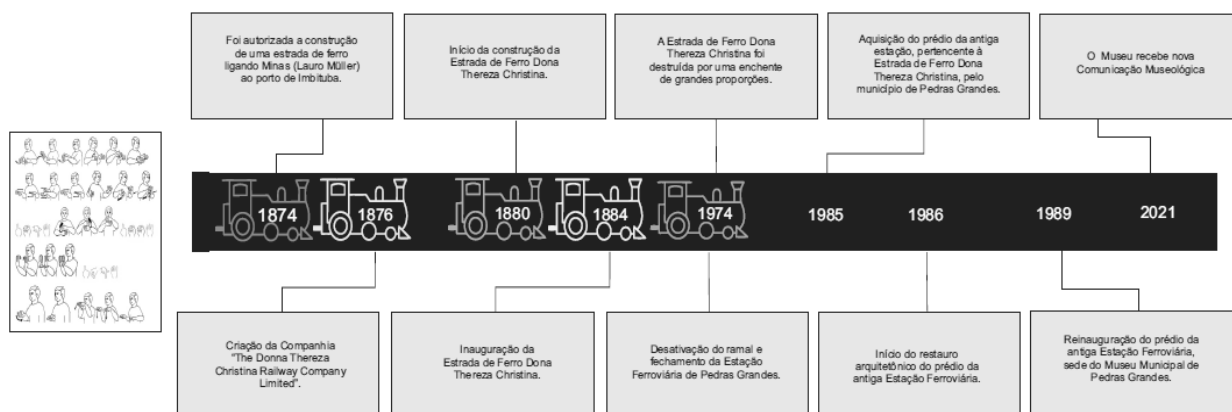 Foi autorizada a construção
de uma estrada de ferro
ligando Minas (Lauro Müller)
ao porto de Imbituba.
Início da construção da
Estrada de Ferro Dona
Thereza Christina.
A Estrada de Ferro Dona
Thereza Christina foi
destruída por uma enchente
de grandes proporções.
Aquisição do prédio da antiga
estação, pertencente à
Estrada de Ferro Dona
Thereza Christina, pelo
município de Pedras Grandes.
O Museu recebe nova
Comunicação Museológica
1874
1876
1880
1884
1974
1985
1986
1989
2021
Criação da Companhia
"The Donna Thereza
Christina Railway Company
Limited".
Inauguração da
Estrada de Ferro Dona
Thereza Christina.
Desativação do ramal e
fechamento da Estação
Ferroviária de Pedras Grandes.
Início do restauro
arquitetônico do prédio da
antiga Estação Ferroviária.
Reinauguração do prédio da
antiga Estação Ferroviária,
sede do Museu Municipal de
Pedras Grandes.